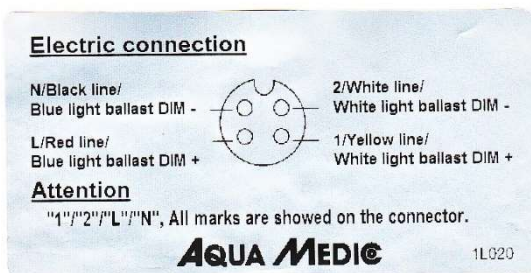 Electric connection
N/Black line/
Blue light ballast DIM -
2/White line/
White light ballast DIM -
L/Red line/
Blue light ballast DIM +
1/Yellow line/
White light ballast DIM +
Attention
"1"/"2"/"L"/"N", All marks are showed on the connector.
AQUA MEDIC
1L020